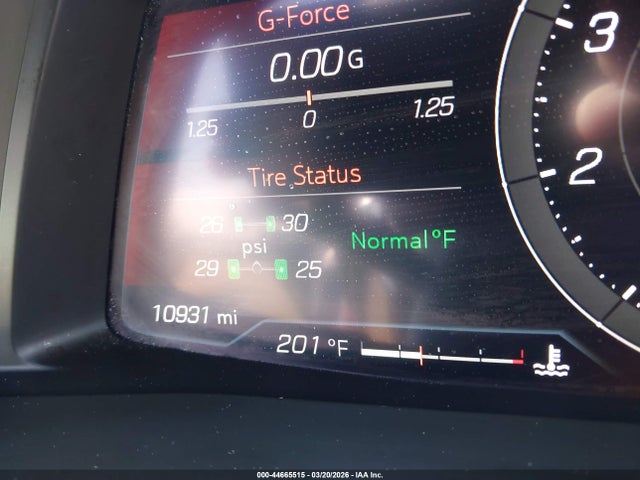 G-Force
0.00 G
1.25 0 1.25
3
2
Tire Status
26 30
psi
Normal °F
29 25
10931 mi
201 °F
000-44665515 - 03/20/2026 - IAA Inc.